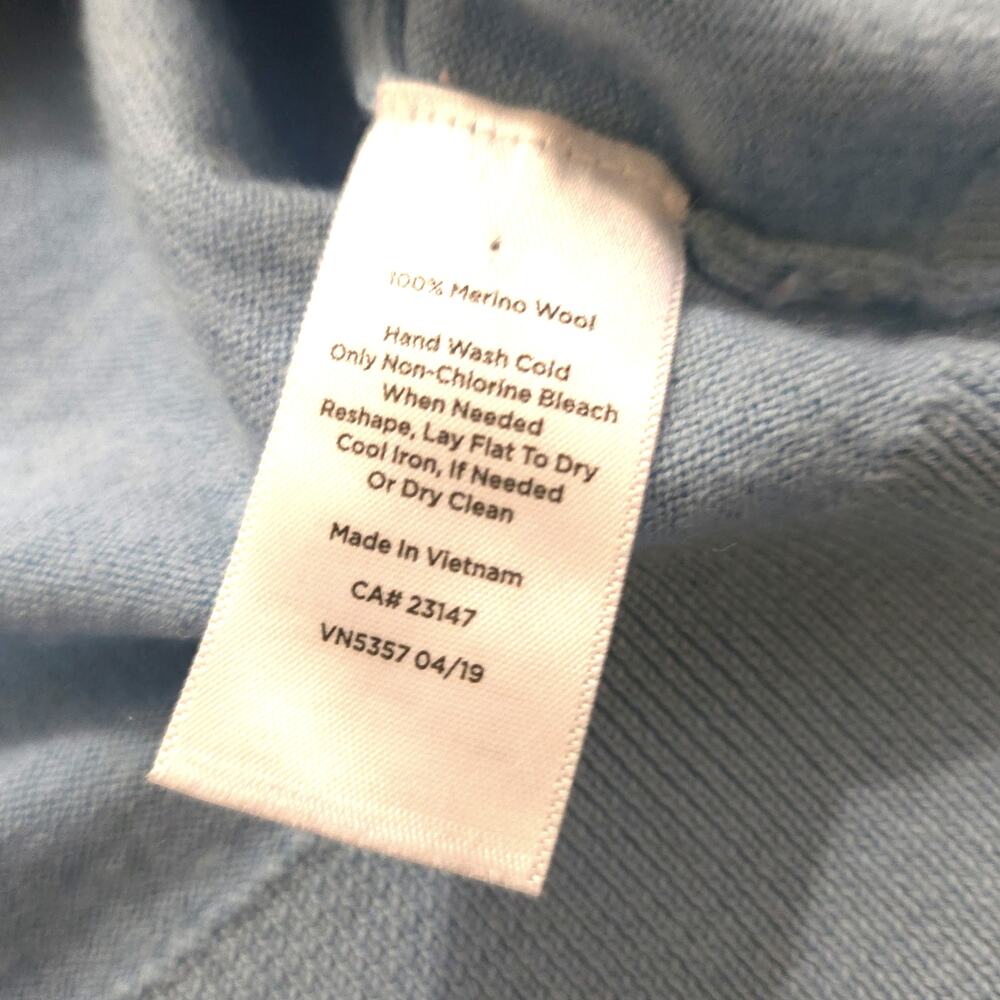 100% Merino Wool
Hand Wash Cold
Only Non-Chlorine Bleach
When Needed
Reshape, Lay Flat To Dry
Cool Iron, If Needed
Or Dry Clean
Made In Vietnam
CA# 23147
VN5357 04/19